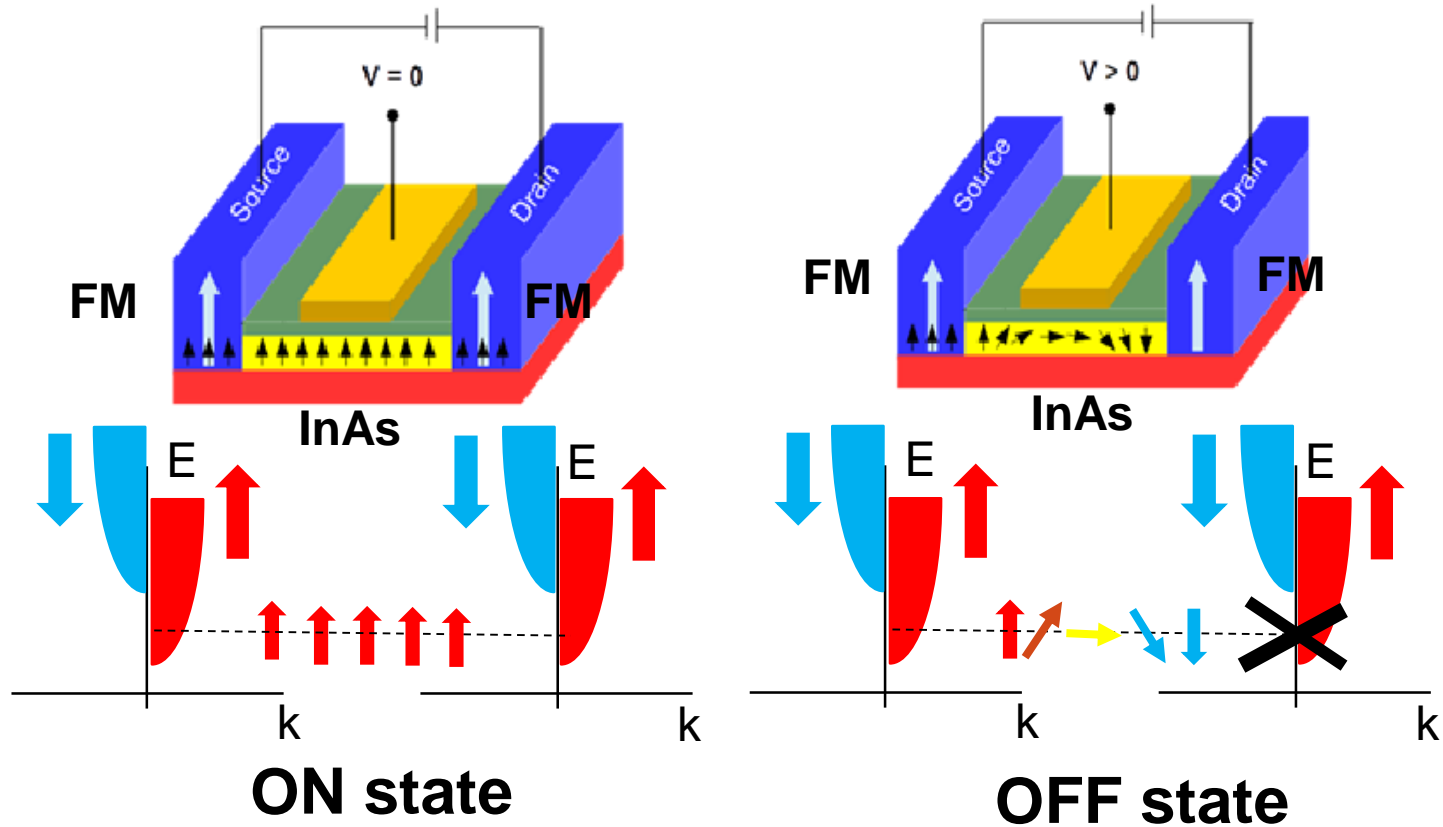 V = 0
Source
Drain
FM
FM
InAs
E
E
k
k
ON state
V > 0
Source
Drain
FM
FM
InAs
E
E
k
k
OFF state